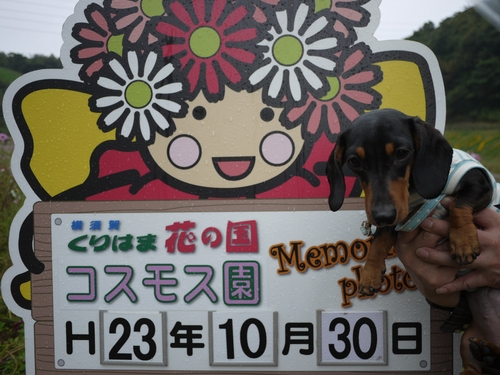 横須賀
くりはま花の国
コスモス園
Memory
photo
H23年10月30日